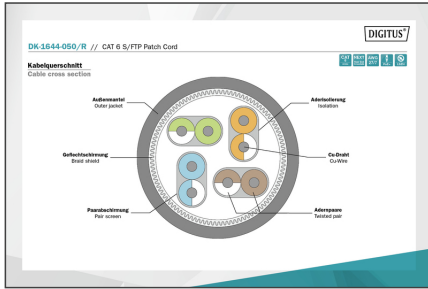 DIGITUS®
DK-1644-050/R // CAT 6 S/FTP Patch Cord
Kabelquerschnitt
Cable cross section
Außenmantel
Outer jacket
Aderisolierung
Isolation
Geflechtschirmung
Braid shield
Cu-Draht
Cu-Wire
Paarabschirmung
Pair screen
Adernpaare
Twisted pair